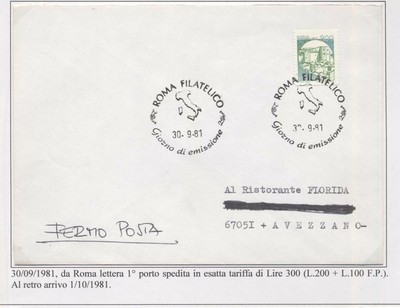 200
ROMA FILATELICO
30.9-81
Giorno di emissione
ROMA FILATELICO
30.9-81
Giorno di emissione
Al Ristorante FLORIDA
67051 + AVEZZANO-
FERMO POSTA
30/09/1981, da Roma lettera 1° porto spedita in esatta tariffa di Lire 300 (L.200 + L.100 F.P.).
Al retro arrivo 1/10/1981.